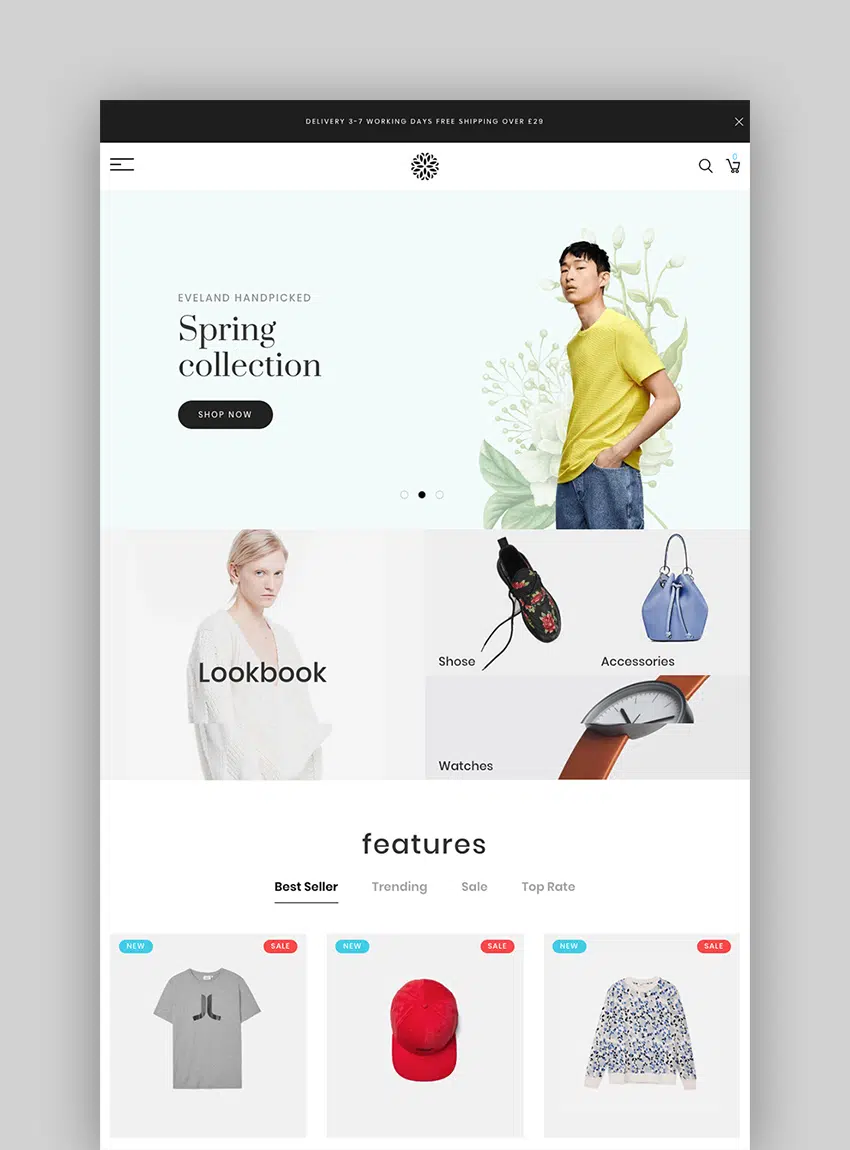 DELIVERY 3-7 WORKING DAYS FREE SHIPPING OVER £29
0
EVELAND HANDPICKED
Spring
collection
SHOP NOW
Lookbook
Shose
Accessories
Watches
features
Best Seller Trending Sale Top Rate
NEW SALE NEW SALE NEW SALE